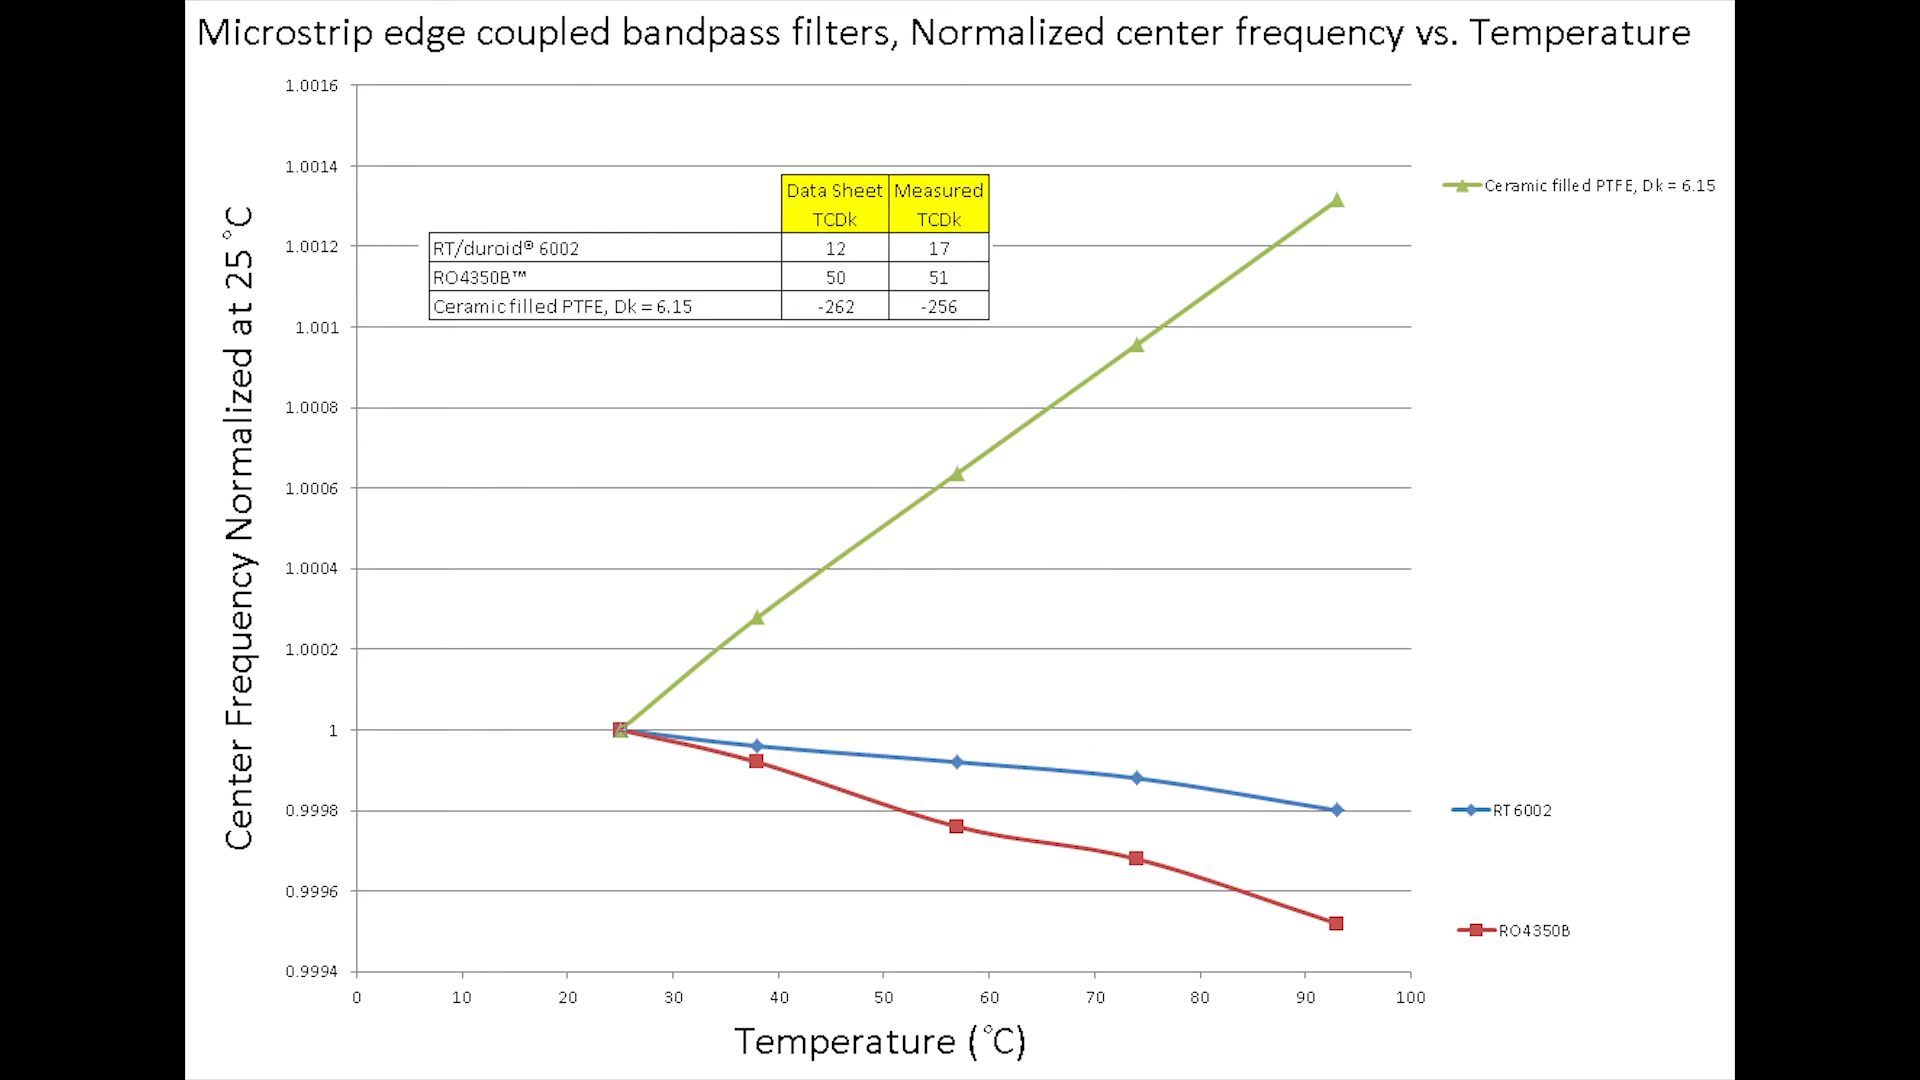 Microstrip edge coupled bandpass filters, Normalized center frequency vs. Temperature
Center Frequency Normalized at 25˚C
1.0016
1.0014
1.0012
1.001
1.0008
1.0006
1.0004
1.0002
1
0.9998
0.9996
0.9994
Data Sheet TCDk Measured TCDk
RT/duroid® 6002 12 17
RO4350B™ 50 51
Ceramic filled PTFE, Dk = 6.15 -262 -256
Ceramic filled PTFE, Dk = 6.15
RT6002
RO4350B
0 10 20 30 40 50 60 70 80 90 100
Temperature (˚C)